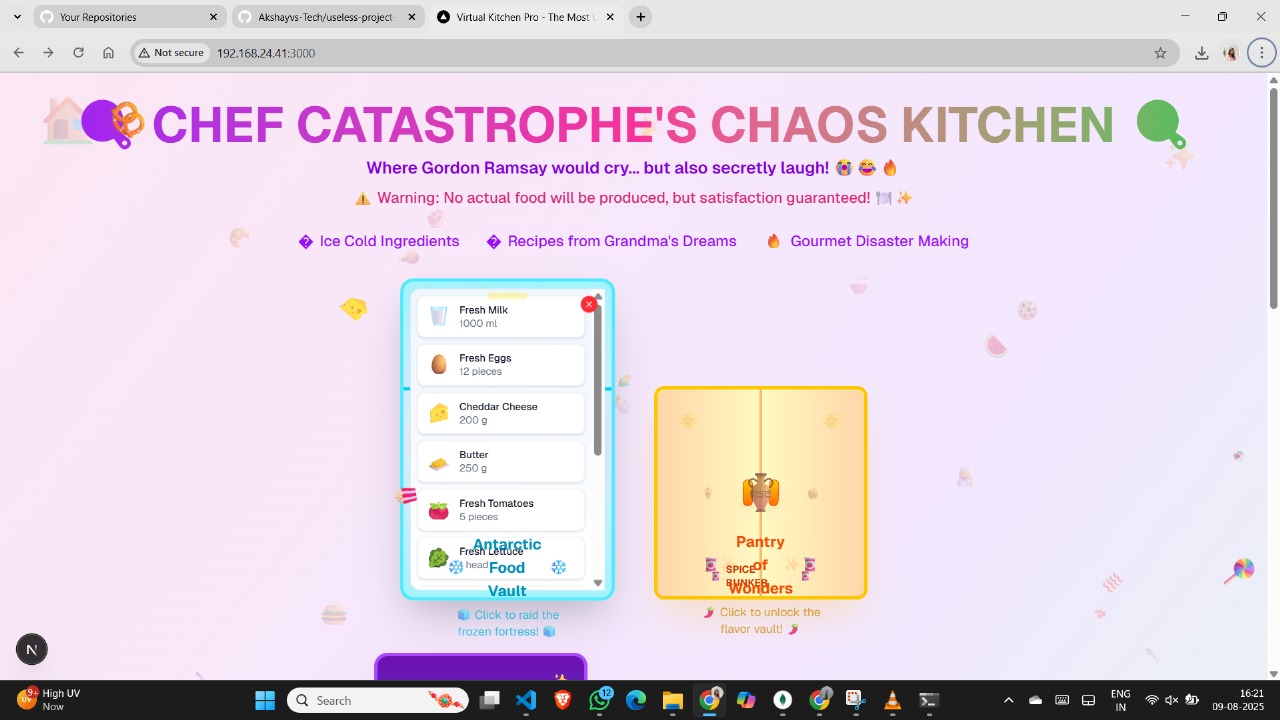 Your Repositories
Akshayvs-Tech/useless-project-
Virtual Kitchen Pro - The Most L
Not secure
192.168.24.41:3000
CHEF CATASTROPHE'S CHAOS KITCHEN
Where Gordon Ramsay would cry... but also secretly laugh! 😭 😂 🔥
⚠️ Warning: No actual food will be produced, but satisfaction guaranteed! 🍽️ ✨
� Ice Cold Ingredients
� Recipes from Grandma's Dreams
🔥 Gourmet Disaster Making
Fresh Milk
1000 ml
Fresh Eggs
12 pieces
Cheddar Cheese
200 g
Butter
250 g
Fresh Tomatoes
5 pieces
Fresh Lettuce
head
Antarctic
Food
Vault
🧊 Click to raid the
frozen fortress! 🧊
Pantry
of
Wonders
SPICE
BUNKER
🌶️ Click to unlock the
flavor vault! 🌶️
N
9+
High UV
Now
Search
12
ENG
IN
16:21
09-08-2025